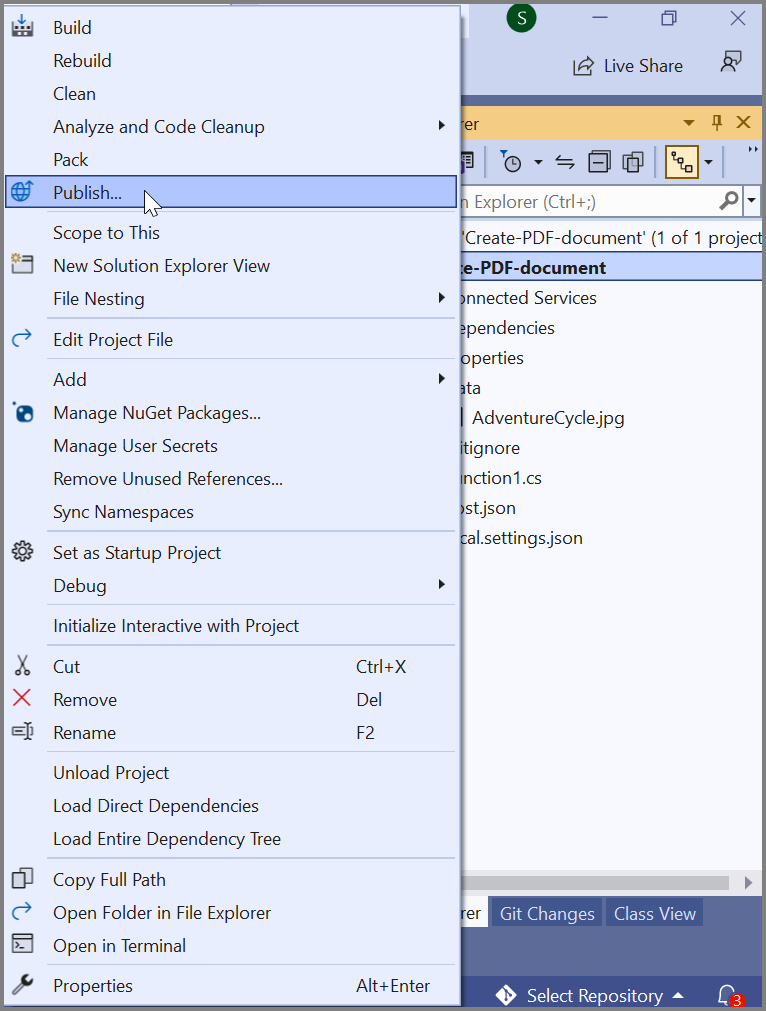 Build
Rebuild
Clean
Analyze and Code Cleanup
Pack
Publish...
Scope to This
New Solution Explorer View
File Nesting
Edit Project File
Add
Manage NuGet Packages...
Manage User Secrets
Remove Unused References...
Sync Namespaces
Set as Startup Project
Debug
Initialize Interactive with Project
Cut Ctrl+X
Remove Del
Rename F2
Unload Project
Load Direct Dependencies
Load Entire Dependency Tree
Copy Full Path
Open Folder in File Explorer
Open in Terminal
Properties Alt+Enter
S
Live Share
rer
n Explorer (Ctrl+;)
'Create-PDF-document' (1 of 1 project
te-PDF-document
onnected Services
ependencies
operties
ata
AdventureCycle.jpg
itignore
unction1.cs
ost.json
cal.settings.json
rer Git Changes Class View
Select Repository 3